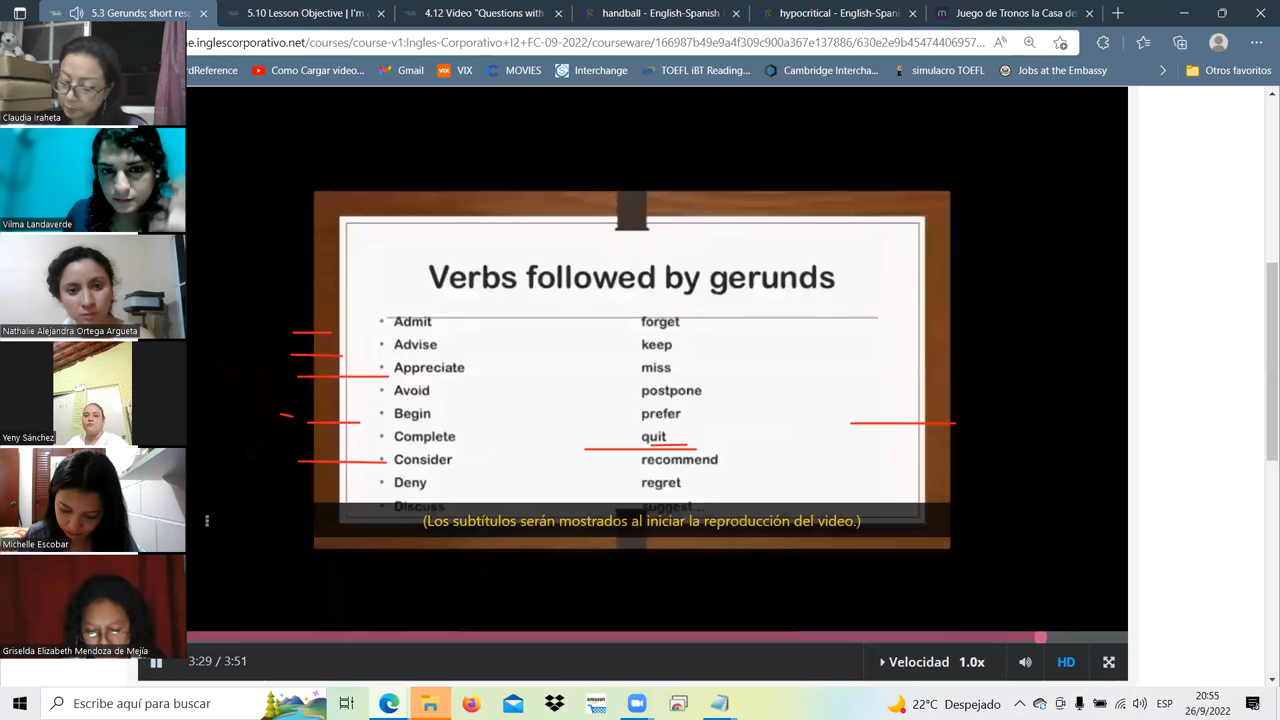 5.3 Gerunds; short res
5.10 Lesson Objective | I'm
4.12 Video "Questions with
handball - English-Spanish
hypocritical - English-Span
Juego de Tronos la Casa de
e.inglescorporativo.net/courses/course-v1:Ingles-Corporativo+I2+FC-09-2022/courseware/166987b49e9a4f309c900a367e137886/630e2e9b45474406957...
rdReference
Como Cargar video...
Gmail
VIX
MOVIES
Interchange
TOEFL iBT Reading...
Cambridge Intercha...
simulacro TOEFL
Jobs at the Embassy
Otros favoritos
Claudia Iraheta
Vilma Landaverde
Nathalie Alejandra Ortega Argueta
Yeny Sánchez
Michelle Escobar
Griselda Elizabeth Mendoza de Mejía
Verbs followed by gerunds
Admit forget
Advise keep
Appreciate miss
Avoid postpone
Begin prefer
Complete quit
Consider recommend
Deny regret
Discuss suggest...
(Los subtítulos serán mostrados al iniciar la reproducción del video.)
3:29 / 3:51
Velocidad 1.0x
HD
Escribe aquí para buscar
amazon
22°C Despejado
ESP
20:55
26/9/2022